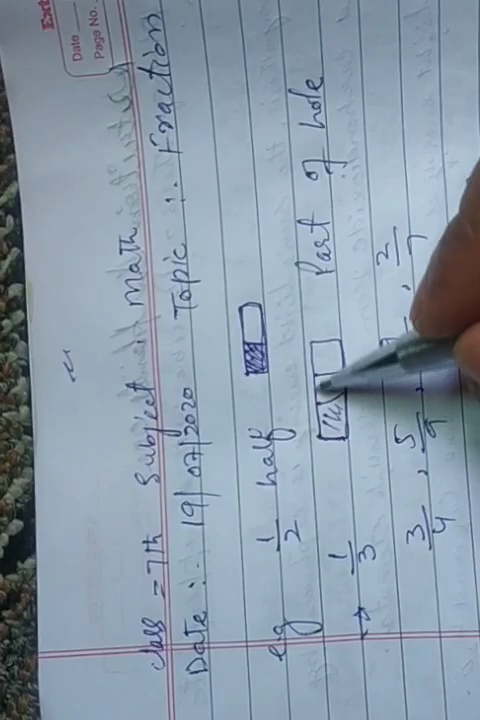 Ext
Date
Page No.
Class = 7th Subject Math
Date : 19/07/2020 Topic : Fraction
eg 1/2 half
→ 1/3 Part of hole
3/4 , 5/9 , 2/7